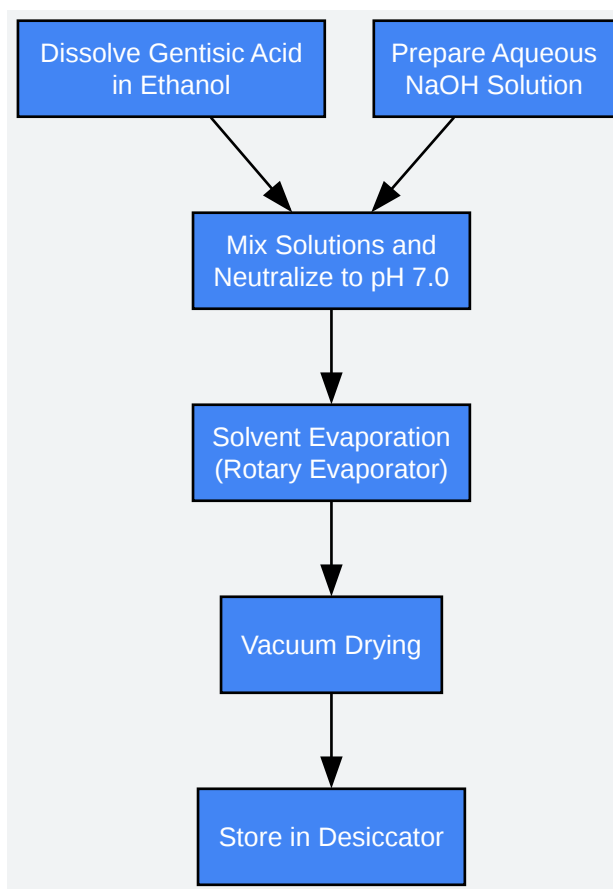 Dissolve Gentisic Acid
in Ethanol
Prepare Aqueous
NaOH Solution
Mix Solutions and
Neutralize to pH 7.0
Solvent Evaporation
(Rotary Evaporator)
Vacuum Drying
Store in Desiccator